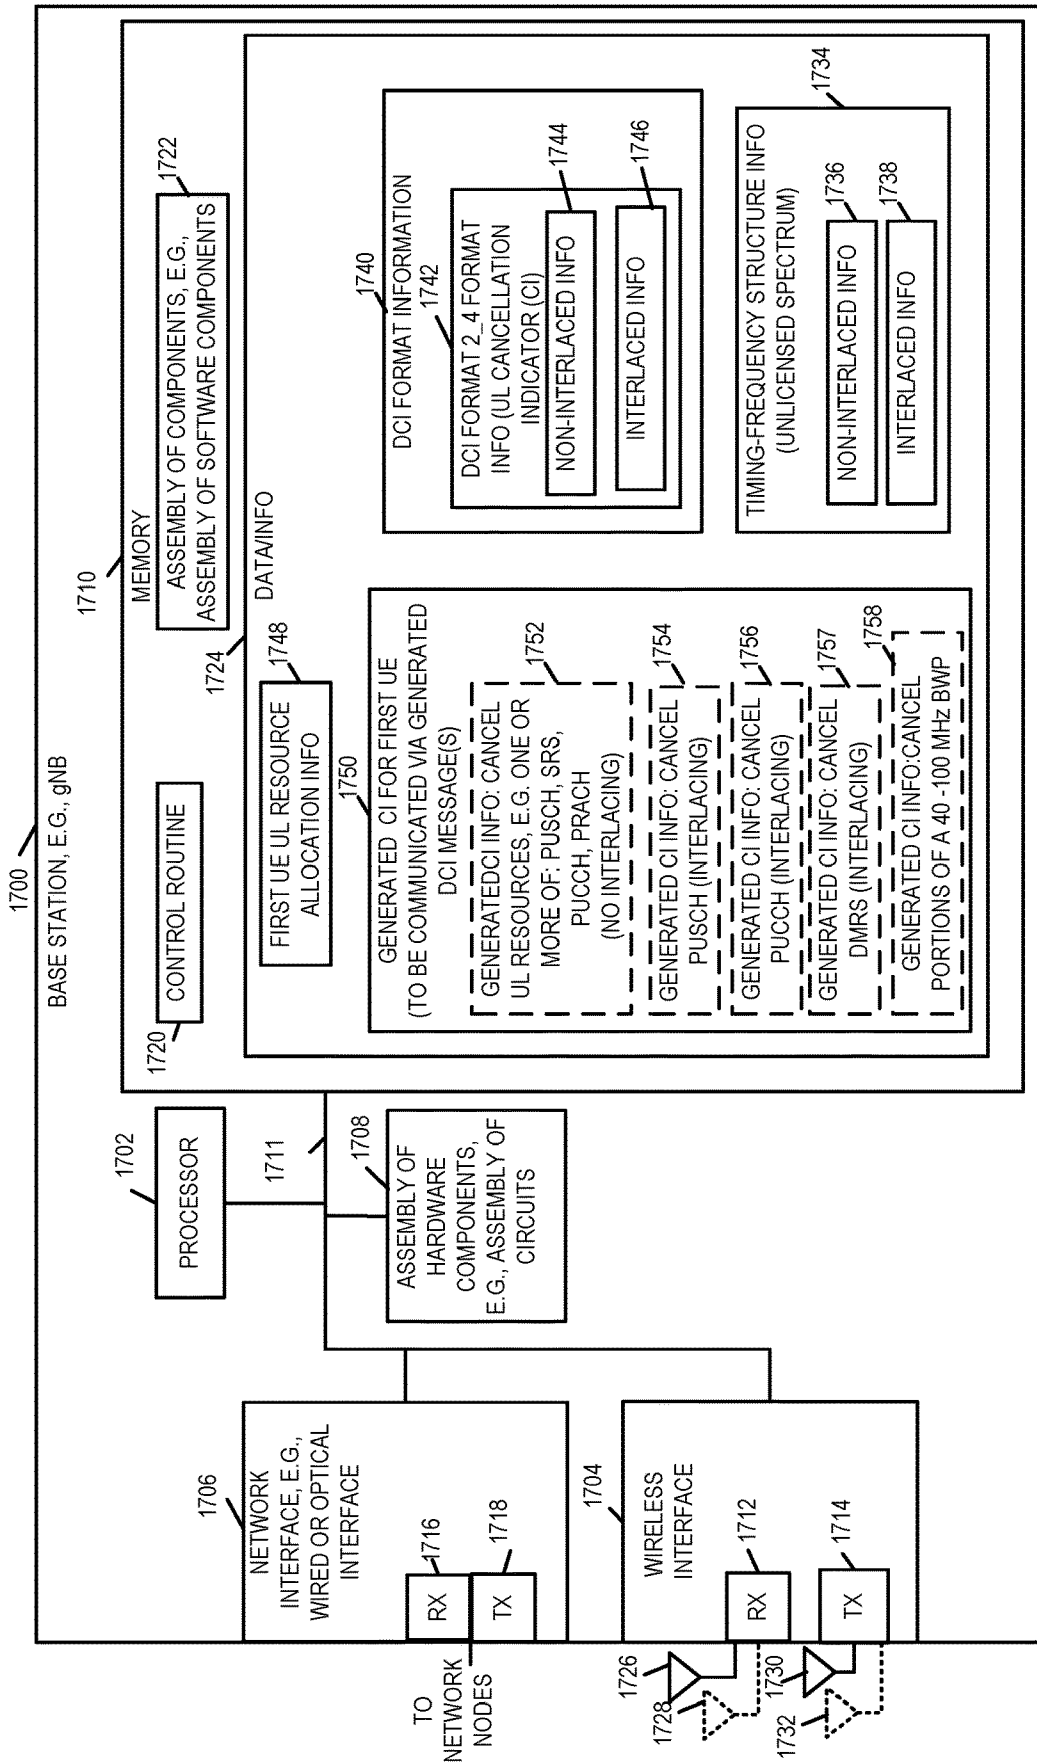 1700
BASE STATION, E.G., gNB
1706
NETWORK
INTERFACE, E.G.,
WIRED OR OPTICAL
INTERFACE
1716
RX
1718
TX
TO
NETWORK
NODES
1704
WIRELESS
INTERFACE
1712
RX
1714
TX
1726
1728
1730
1732
1702
PROCESSOR
1711
1708
ASSEMBLY OF
HARDWARE
COMPONENTS,
E.G., ASSEMBLY OF
CIRCUITS
1710
MEMORY
1720
CONTROL ROUTINE
1722
ASSEMBLY OF COMPONENTS, E.G.,
ASSEMBLY OF SOFTWARE COMPONENTS
1724
DATA/INFO
1748
FIRST UE UL RESOURCE
ALLOCATION INFO
1750
GENERATED CI FOR FIRST UE
(TO BE COMMUNICATED VIA GENERATED
DCI MESSAGE(S)
1752
GENERATEDCI INFO: CANCEL
UL RESOURCES, E.G. ONE OR
MORE OF: PUSCH, SRS,
PUCCH, PRACH
(NO INTERLACING)
1754
GENERATED CI INFO: CANCEL
PUSCH (INTERLACING)
1756
GENERATED CI INFO: CANCEL
PUCCH (INTERLACING)
1757
GENERATED CI INFO: CANCEL
DMRS (INTERLACING)
1758
GENERATED CI INFO:CANCEL
PORTIONS OF A 40 -100 MHz BWP
1740
DCI FORMAT INFORMATION
1742
DCI FORMAT 2_4 FORMAT
INFO (UL CANCELLATION
INDICATOR (CI)
1744
NON-INTERLACED INFO
1746
INTERLACED INFO
1734
TIMING-FREQUENCY STRUCTURE INFO
(UNLICENSED SPECTRUM)
1736
NON-INTERLACED INFO
1738
INTERLACED INFO